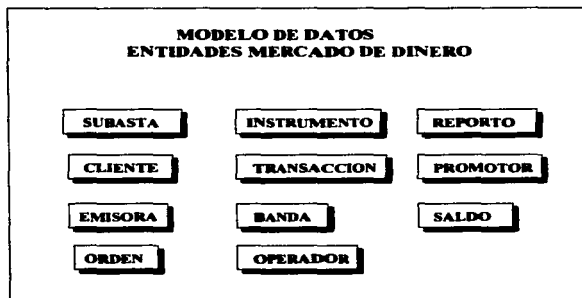 MODELO DE DATOS
ENTIDADES MERCADO DE DINERO
SUBASTA INSTRUMENTO REPORTO
CLIENTE TRANSACCION PROMOTOR
EMISORA BANDA SALDO
ORDEN OPERADOR